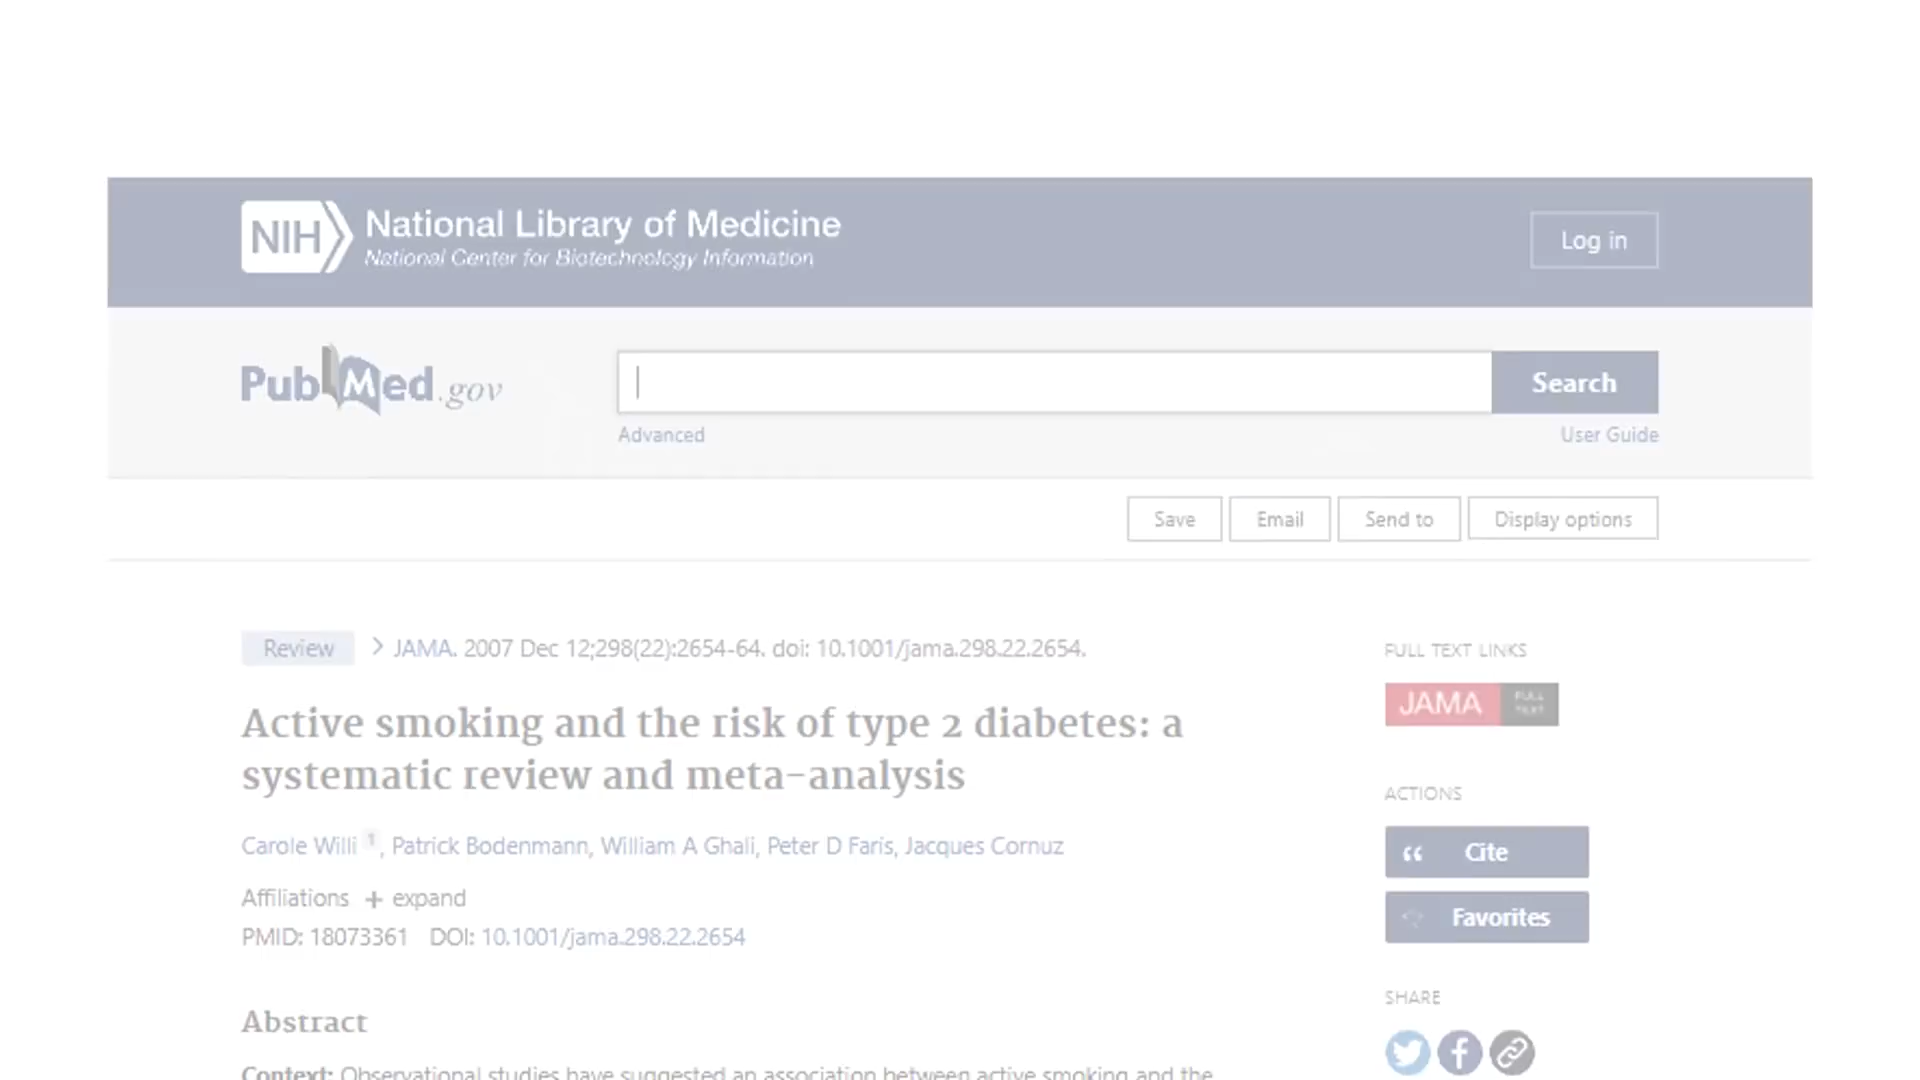 NIH National Library of Medicine
National Center for Biotechnology Information
Log in
PubMed.gov
Search
Advanced
User Guide
Save
Email
Send to
Display options
Review
JAMA. 2007 Dec 12;298(22):2654-64. doi: 10.1001/jama.298.22.2654.
Active smoking and the risk of type 2 diabetes: a
systematic review and meta-analysis
Carole Willi 1, Patrick Bodenmann, William A Ghali, Peter D Faris, Jacques Cornuz
Affiliations + expand
PMID: 18073361 DOI: 10.1001/jama.298.22.2654
Abstract
Context: Observational studies have suggested an association between active smoking and the
FULL TEXT LINKS
JAMA FULL TEXT
ACTIONS
Cite
Favorites
SHARE